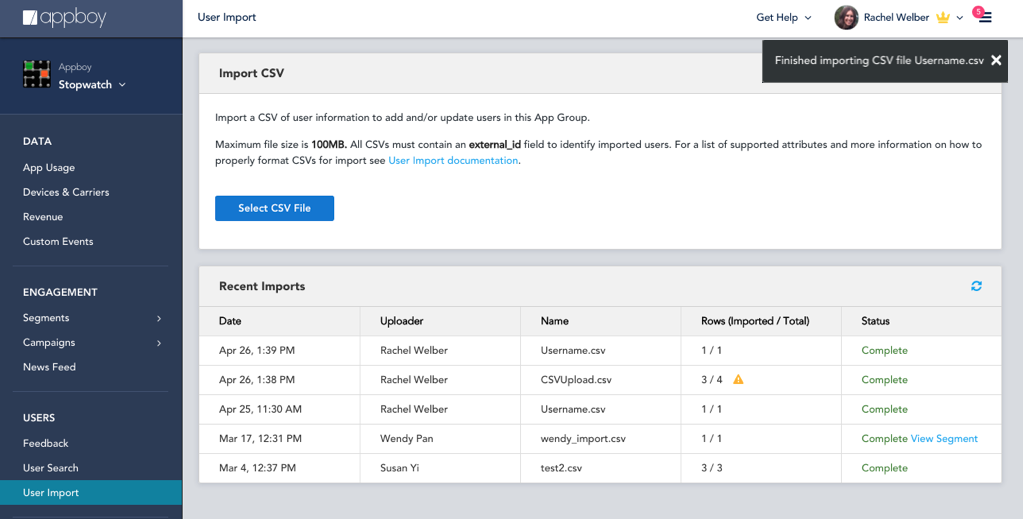 appboy
User Import
Get Help
Rachel Welber
5
Finished importing CSV file Username.csv
Appboy
Stopwatch
DATA
App Usage
Devices & Carriers
Revenue
Custom Events
ENGAGEMENT
Segments
Campaigns
News Feed
USERS
Feedback
User Search
User Import
Import CSV
Import a CSV of user information to add and/or update users in this App Group.
Maximum file size is 100MB. All CSVs must contain an external_id field to identify imported users. For a list of supported attributes and more information on how to
properly format CSVs for import see User Import documentation.
Select CSV File
Recent Imports
Date Uploader Name Rows (Imported / Total) Status
Apr 26, 1:39 PM Rachel Welber Username.csv 1 / 1 Complete
Apr 26, 1:38 PM Rachel Welber CSVUpload.csv 3 / 4 Complete
Apr 25, 11:30 AM Rachel Welber Username.csv 1 / 1 Complete
Mar 17, 12:31 PM Wendy Pan wendy_import.csv 1 / 1 Complete View Segment
Mar 4, 12:37 PM Susan Yi test2.csv 3 / 3 Complete